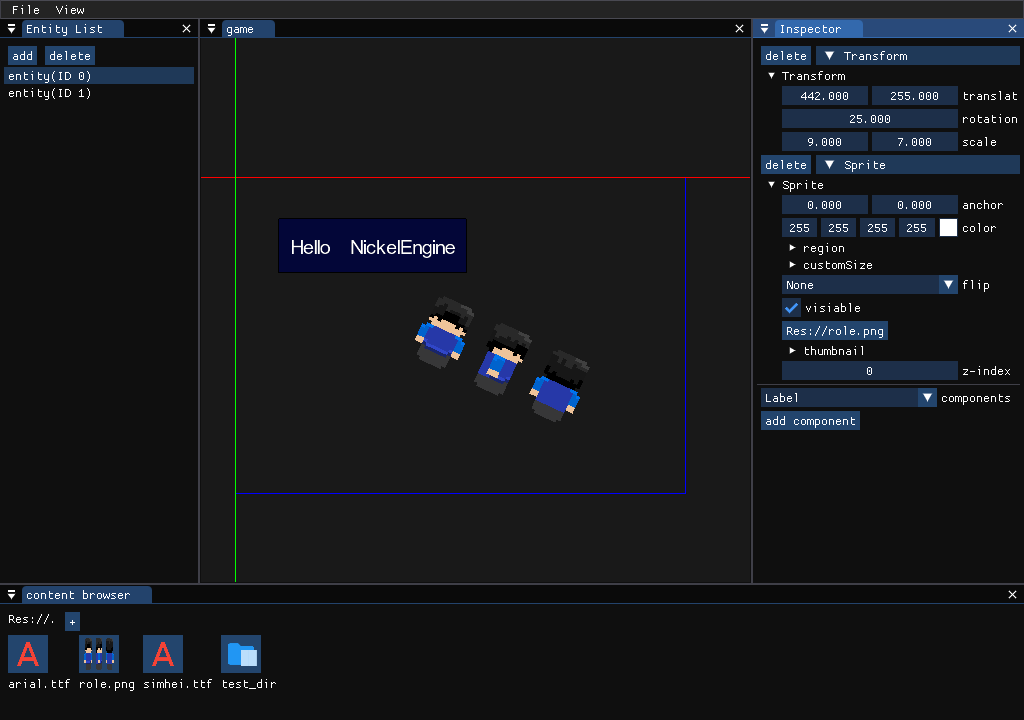 File View
Entity List
add delete
entity(ID 0)
entity(ID 1)
game
Hello NickelEngine
Inspector
delete Transform
Transform
442.000 255.000 translat
25.000 rotation
9.000 7.000 scale
delete Sprite
Sprite
0.000 0.000 anchor
255 255 255 255 color
region
customSize
None flip
visiable
Res://role.png
thumbnail
0 z-index
Label components
add component
content browser
Res://. +
A A
arial.ttf role.png simhei.ttf test_dir